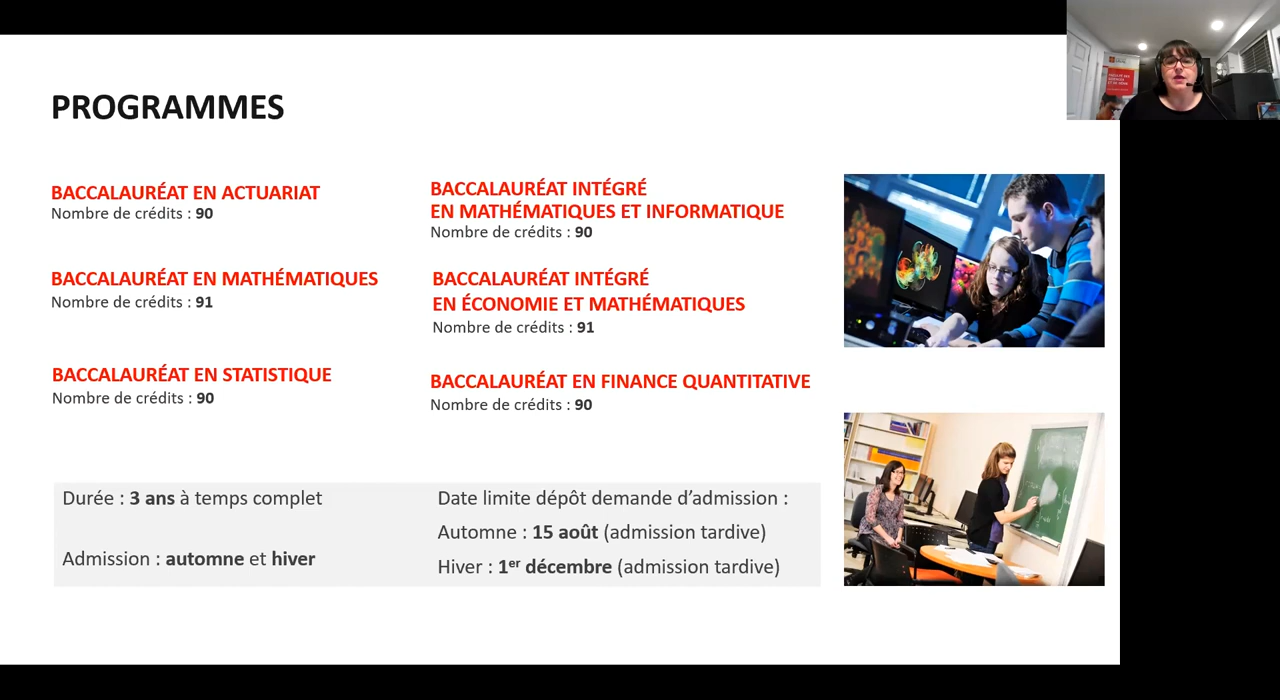 PROGRAMMES
BACCALAURÉAT EN ACTUARIAT
Nombre de crédits : 90
BACCALAURÉAT EN MATHÉMATIQUES
Nombre de crédits : 91
BACCALAURÉAT EN STATISTIQUE
Nombre de crédits : 90
BACCALAURÉAT INTÉGRÉ
EN MATHÉMATIQUES ET INFORMATIQUE
Nombre de crédits : 90
BACCALAURÉAT INTÉGRÉ
EN ÉCONOMIE ET MATHÉMATIQUES
Nombre de crédits : 91
BACCALAURÉAT EN FINANCE QUANTITATIVE
Nombre de crédits : 90
Durée : 3 ans à temps complet
Admission : automne et hiver
Date limite dépôt demande d’admission :
Automne : 15 août (admission tardive)
Hiver : 1er décembre (admission tardive)